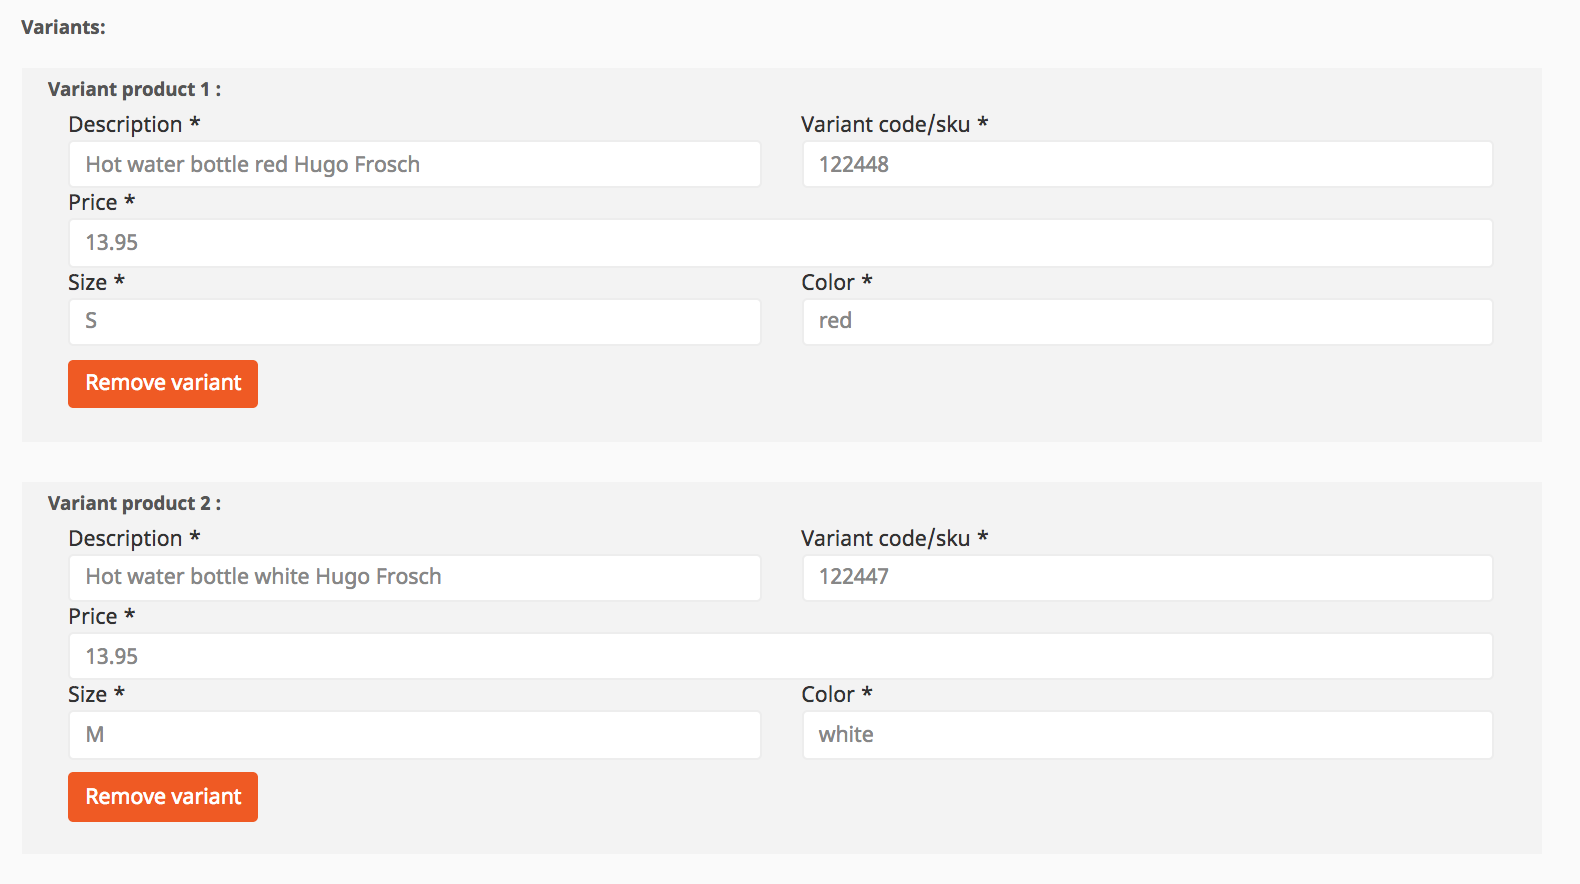 Variants:
Variant product 1 :
Description * Variant code/sku *
Hot water bottle red Hugo Frosch 122448
Price *
13.95
Size * Color *
S red
Remove variant
Variant product 2 :
Description * Variant code/sku *
Hot water bottle white Hugo Frosch 122447
Price *
13.95
Size * Color *
M white
Remove variant